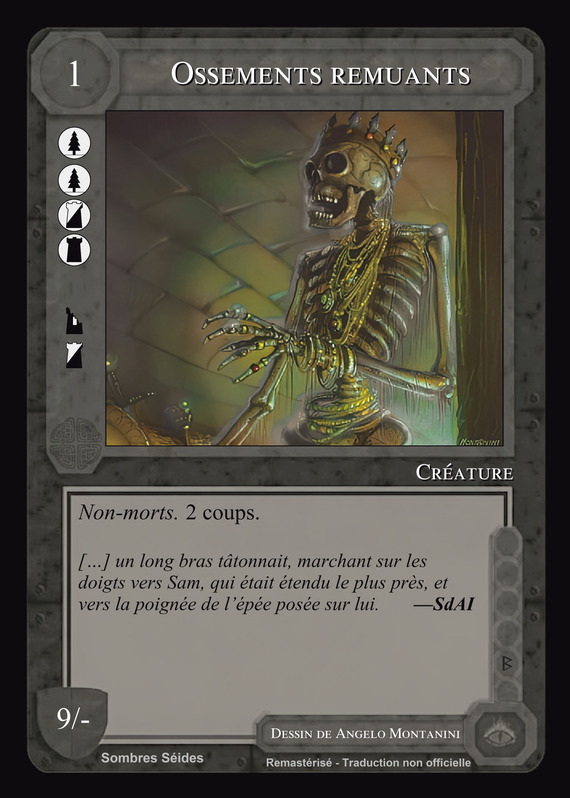 1
Ossements remuants
Montanini
Créature
Non-morts. 2 coups.
[…] un long bras tâtonnait, marchant sur les
doigts vers Sam, qui était étendu le plus près, et
vers la poignée de l’épée posée sur lui. —SdAI
ᛒ
9/-
Dessin de Angelo Montanini
Sombres Séides
Remastérisé - Traduction non officielle